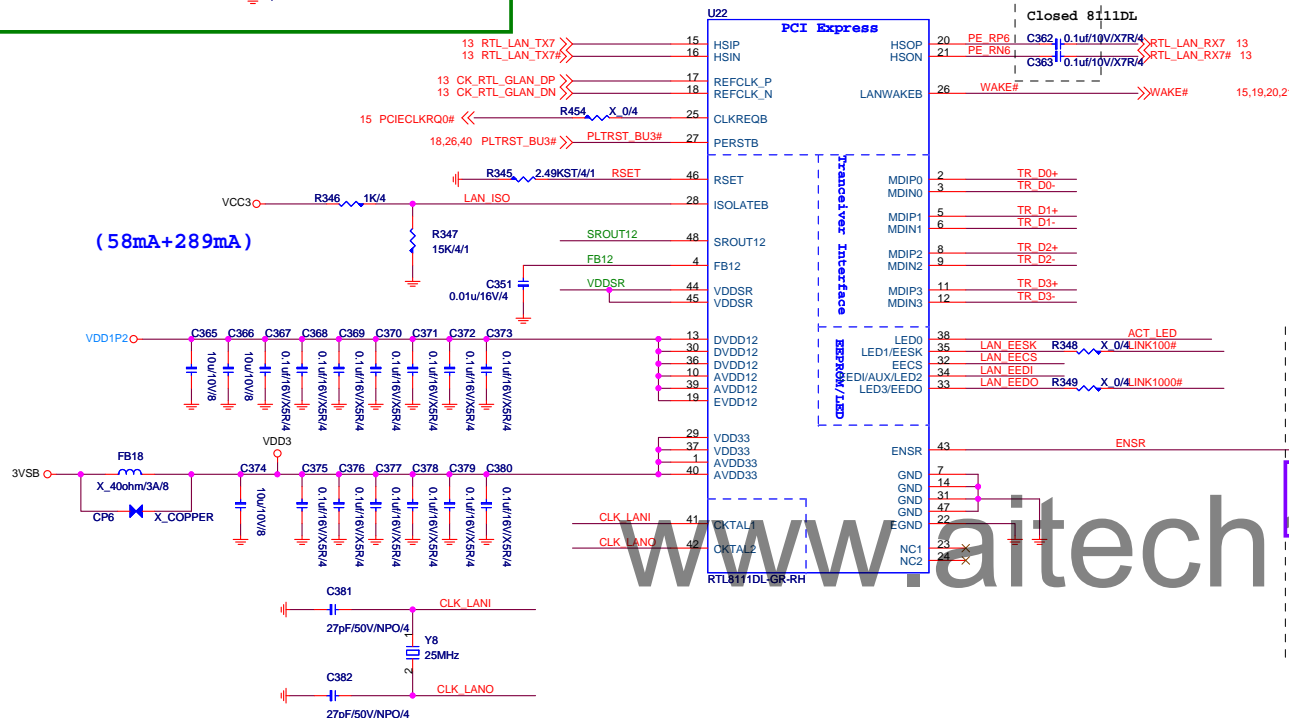 U22
PCI Express
Closed 8111DL
13 RTL_LAN_TX7 15 HSIP HSOP 20 PE_RP6 C362 0.1uf/10V/X7R/4 RTL_LAN_RX7 13
13 RTL_LAN_TX7# 16 HSIN HSON 21 PE_RN6 C363 0.1uf/10V/X7R/4 RTL_LAN_RX7# 13
13 CK_RTL_GLAN_DP 17 REFCLK_P
13 CK_RTL_GLAN_DN 18 REFCLK_N LANWAKEB 26 WAKE# WAKE# 15,19,20,2
15 PCIECLKRQ0# R454 X_0/4 25 CLKREQB
18,26,40 PLTRST_BU3# PLTRST_BU3# 27 PERSTB
Tranceiver Interface
R345 2.49KST/4/1 RSET 46 RSET MDIP0 2 TR_D0+
MDIN0 3 TR_D0-
VCC3 R346 1K/4 LAN_ISO 28 ISOLATEB
MDIP1 5 TR_D1+
MDIN1 6 TR_D1-
(58mA+289mA)
R347
15K/4/1
SROUT12 48 SROUT12
MDIP2 8 TR_D2+
FB12 4 FB12 MDIN2 9 TR_D2-
C351
0.01u/16V/4
VDDSR 44 VDDSR MDIP3 11 TR_D3+
45 VDDSR MDIN3 12 TR_D3-
EEPROM/LED
VDD1P2 C365 C366 C367 C368 C369 C370 C371 C372 C373
10u/10V/8 10u/10V/8 0.1uf/16V/X5R/4 0.1uf/16V/X5R/4 0.1uf/16V/X5R/4 0.1uf/16V/X5R/4 0.1uf/16V/X5R/4 0.1uf/16V/X5R/4 0.1uf/16V/X5R/4
13 DVDD12 LED0 38 ACT_LED
30 DVDD12 LED1/EESK 35 LAN_EESK R348 X_0/4 LINK100#
36 DVDD12 EECS 32 LAN_EECS
10 AVDD12 EEDI/AUX/LED2 34 LAN_EEDI
39 AVDD12 LED3/EEDO 33 LAN_EEDO R349 X_0/4 LINK1000#
19 EVDD12
VDD3
29 VDD33
37 VDD33 ENSR 43 ENSR
1 AVDD33
40 AVDD33
3VSB FB18
X_40ohm/3A/8
CP6 X_COPPER
C374 C375 C376 C377 C378 C379 C380
10u/10V/8 0.1uf/16V/X5R/4 0.1uf/16V/X5R/4 0.1uf/16V/X5R/4 0.1uf/16V/X5R/4 0.1uf/16V/X5R/4 0.1uf/16V/X5R/4
GND 7
GND 14
GND 31
GND 47
EGND 22
CLK_LANI 41 CKTAL1
CLK_LANO 42 CKTAL2
NC1 23
NC2 24
RTL8111DL-GR-RH
www.aitech
C381
27pF/50V/NPO/4
CLK_LANI
1
Y8
25MHz
2
C382
27pF/50V/NPO/4
CLK_LANO